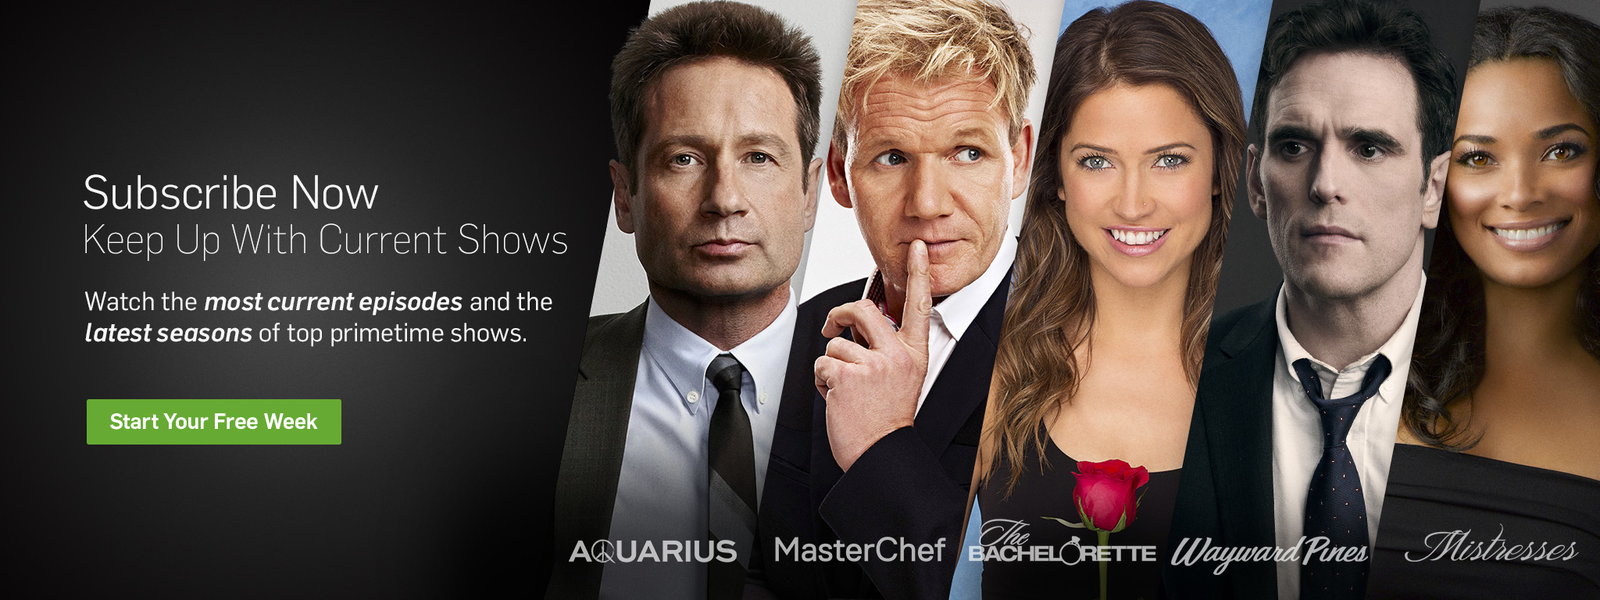 Subscribe Now
Keep Up With Current Shows
Watch the most current episodes and the
latest seasons of top primetime shows.
Start Your Free Week
AQUARIUS
MasterChef
The
BACHELORETTE
Wayward Pines
Mistresses